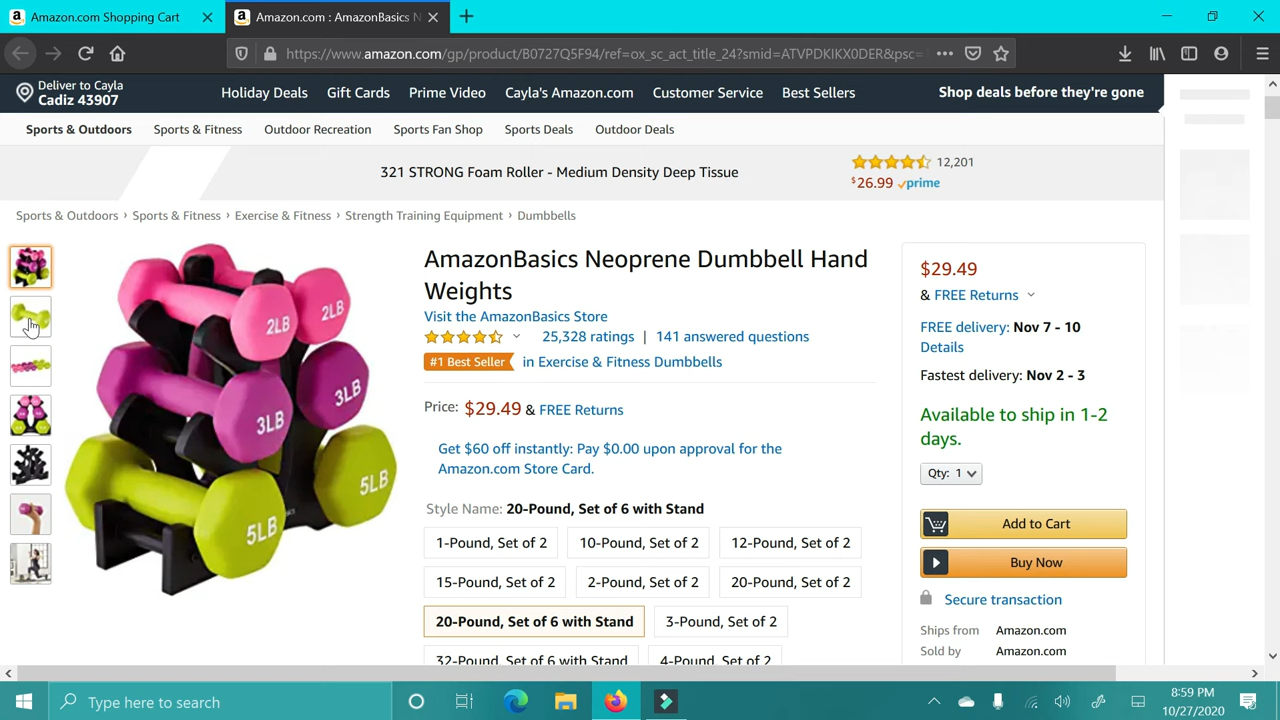 Amazon.com Shopping Cart
Amazon.com : AmazonBasics N
https://www.amazon.com/gp/product/B0727Q5F94/ref=ox_sc_act_title_24?smid=ATVPDKIKX0DER&psc=
Deliver to Cayla
Cadiz 43907
Holiday Deals Gift Cards Prime Video Cayla's Amazon.com Customer Service Best Sellers
Shop deals before they're gone
Sports & Outdoors Sports & Fitness Outdoor Recreation Sports Fan Shop Sports Deals Outdoor Deals
321 STRONG Foam Roller - Medium Density Deep Tissue
12,201
$26.99 prime
Sports & Outdoors › Sports & Fitness › Exercise & Fitness › Strength Training Equipment › Dumbbells
2LB
2LB
3LB
3LB
5LB
5LB
AmazonBasics Neoprene Dumbbell Hand
Weights
Visit the AmazonBasics Store
25,328 ratings | 141 answered questions
#1 Best Seller in Exercise & Fitness Dumbbells
Price: $29.49 & FREE Returns
Get $60 off instantly: Pay $0.00 upon approval for the
Amazon.com Store Card.
Style Name: 20-Pound, Set of 6 with Stand
1-Pound, Set of 2 10-Pound, Set of 2 12-Pound, Set of 2
15-Pound, Set of 2 2-Pound, Set of 2 20-Pound, Set of 2
20-Pound, Set of 6 with Stand 3-Pound, Set of 2
32-Pound, Set of 6 with Stand 4-Pound, Set of 2
$29.49
& FREE Returns
FREE delivery: Nov 7 - 10
Details
Fastest delivery: Nov 2 - 3
Available to ship in 1-2
days.
Qty: 1
Add to Cart
Buy Now
Secure transaction
Ships from Amazon.com
Sold by Amazon.com
Type here to search
8:59 PM
10/27/2020